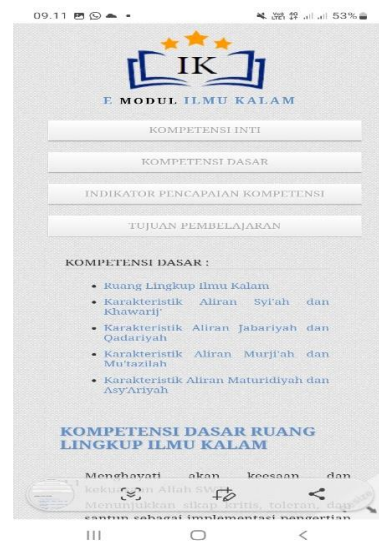 09.11
53%
IK
E MODUL ILMU KALAM
KOMPETENSI INTI
KOMPETENSI DASAR
INDIKATOR PENCAPAIAN KOMPETENSI
TUJUAN PEMBELAJARAN
KOMPETENSI DASAR :
Ruang Lingkup Ilmu Kalam
Karakteristik Aliran Syi'ah dan
Khawarij'
Karakteristik Aliran Jabariyah dan
Qadariyah
Karakteristik Aliran Murji'ah dan
Mu'tazilah
Karakteristik Aliran Maturidiyah dan
Asy'Ariyah
KOMPETENSI DASAR RUANG
LINGKUP ILMU KALAM
Menghayati akan keesaan dan
Allah
Menunjukkan sikap kritis, toleran, dan
santun sebagai implementasi pengertian